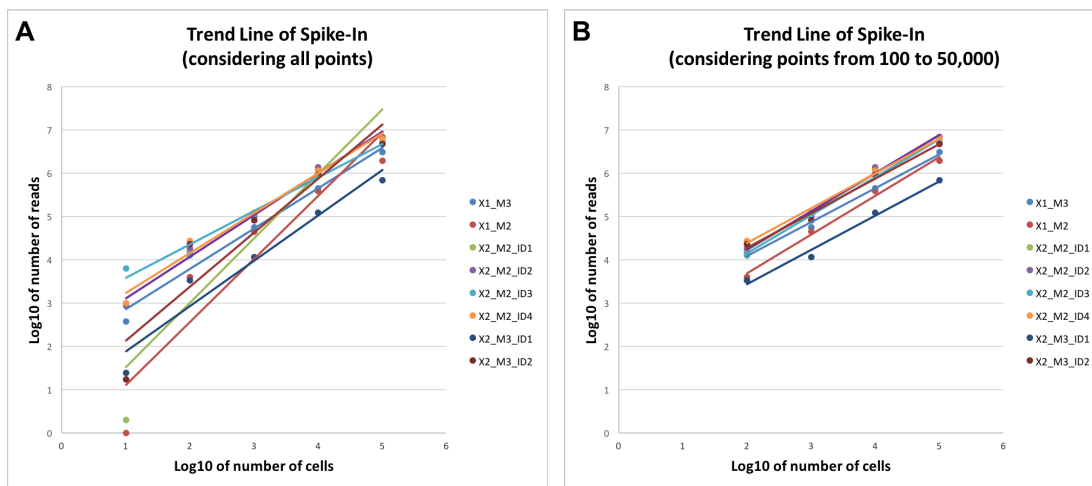 A
Trend Line of Spike-In
(considering all points)
Log10 of number of reads
8
7
6
5
4
3
2
1
0
0 1 2 3 4 5 6
Log10 of number of cells
X1_M3
X1_M2
X2_M2_ID1
X2_M2_ID2
X2_M2_ID3
X2_M2_ID4
X2_M3_ID1
X2_M3_ID2
B
Trend Line of Spike-In
(considering points from 100 to 50,000)
Log10 of number of reads
8
7
6
5
4
3
2
1
0
0 1 2 3 4 5 6
Log10 of number of cells
X1_M3
X1_M2
X2_M2_ID1
X2_M2_ID2
X2_M2_ID3
X2_M2_ID4
X2_M3_ID1
X2_M3_ID2